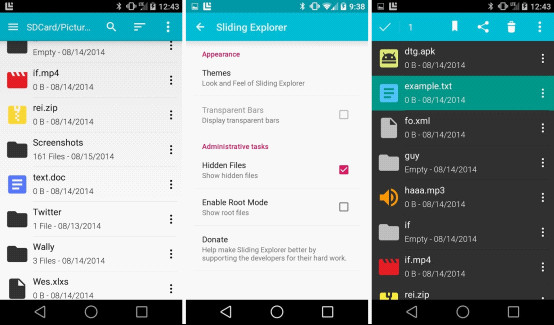 12:43
SDCard/Pictur...
Empty - 08/14/2014
if.mp4
0 B - 08/14/2014
rei.zip
0 B - 08/14/2014
Screenshots
161 Files - 08/15/2014
text.doc
0 B - 08/14/2014
Twitter
1 File - 08/13/2014
Wally
3 Files - 08/14/2014
Wes.xlxs
0 B - 08/14/2014
9:38
Sliding Explorer
Appearance
Themes
Look and Feel of Sliding Explorer
Transparent Bars
Display transparent bars
Administrative tasks
Hidden Files
Show hidden files
Enable Root Mode
Show root files
Donate
Help make Sliding Explorer better by
supporting the developers for their hard work.
12:43
1
dtg.apk
0 B - 08/14/2014
example.txt
0 B - 08/14/2014
fo.xml
0 B - 08/14/2014
guy
Empty - 08/14/2014
haaa.mp3
0 B - 08/14/2014
if
Empty - 08/14/2014
if.mp4
0 B - 08/14/2014
rei.zip
0 B - 08/14/2014